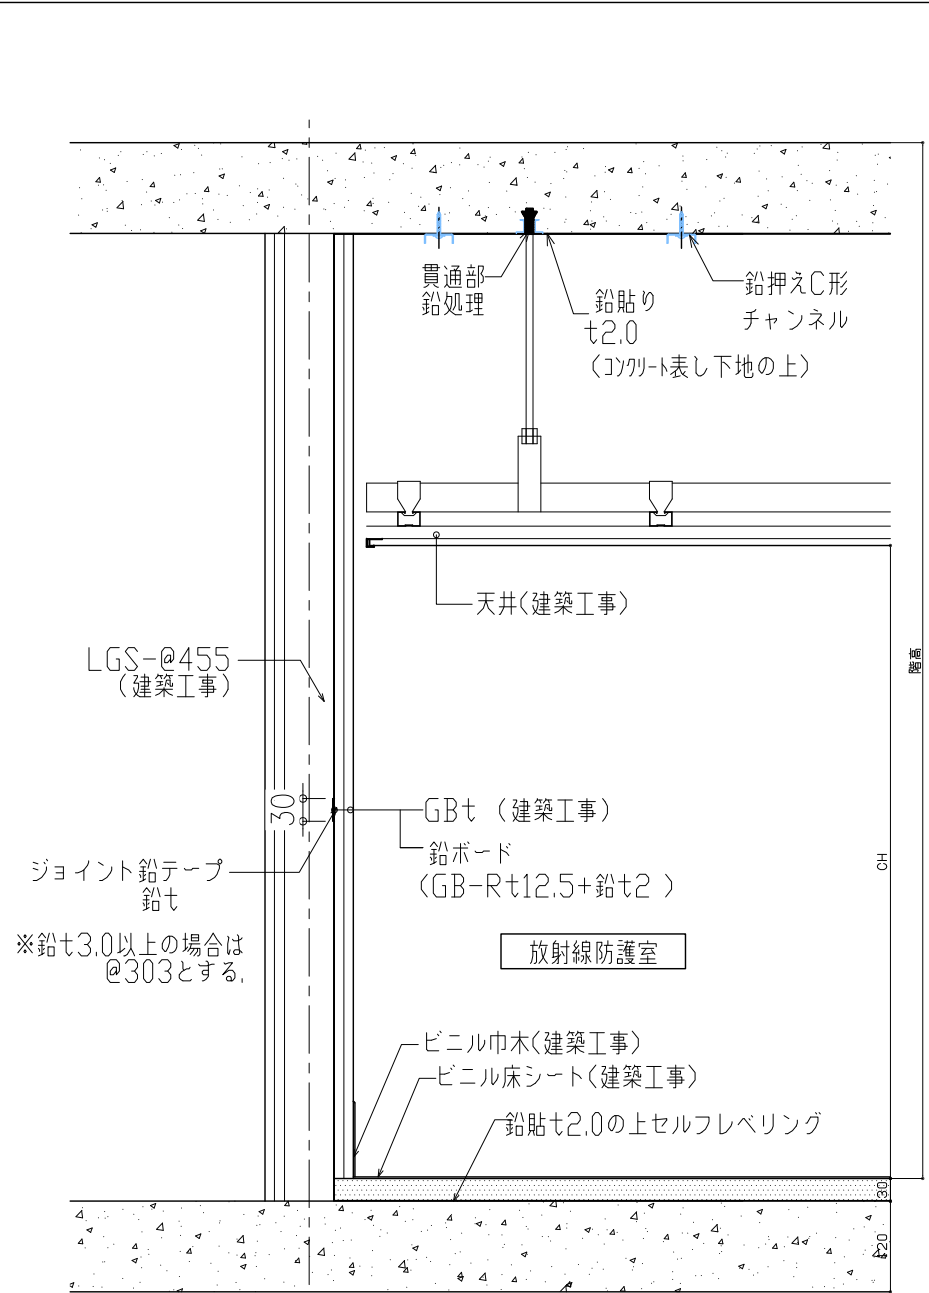 貫通部
鉛処理
鉛貼り
t2.0
（コンクリート表し下地の上）
鉛押えC形
チャンネル
天井(建築工事)
LGS-@455
（建築工事）
階高
30
GBt （建築工事）
鉛ボード
（GB-Rt12.5+鉛t2 ）
CH
ジョイント鉛テープ
鉛t
※鉛t3.0以上の場合は
@303とする.
放射線防護室
ビニル巾木(建築工事)
ビニル床シート(建築工事)
鉛貼t2.0の上セルフレベリング
30
120